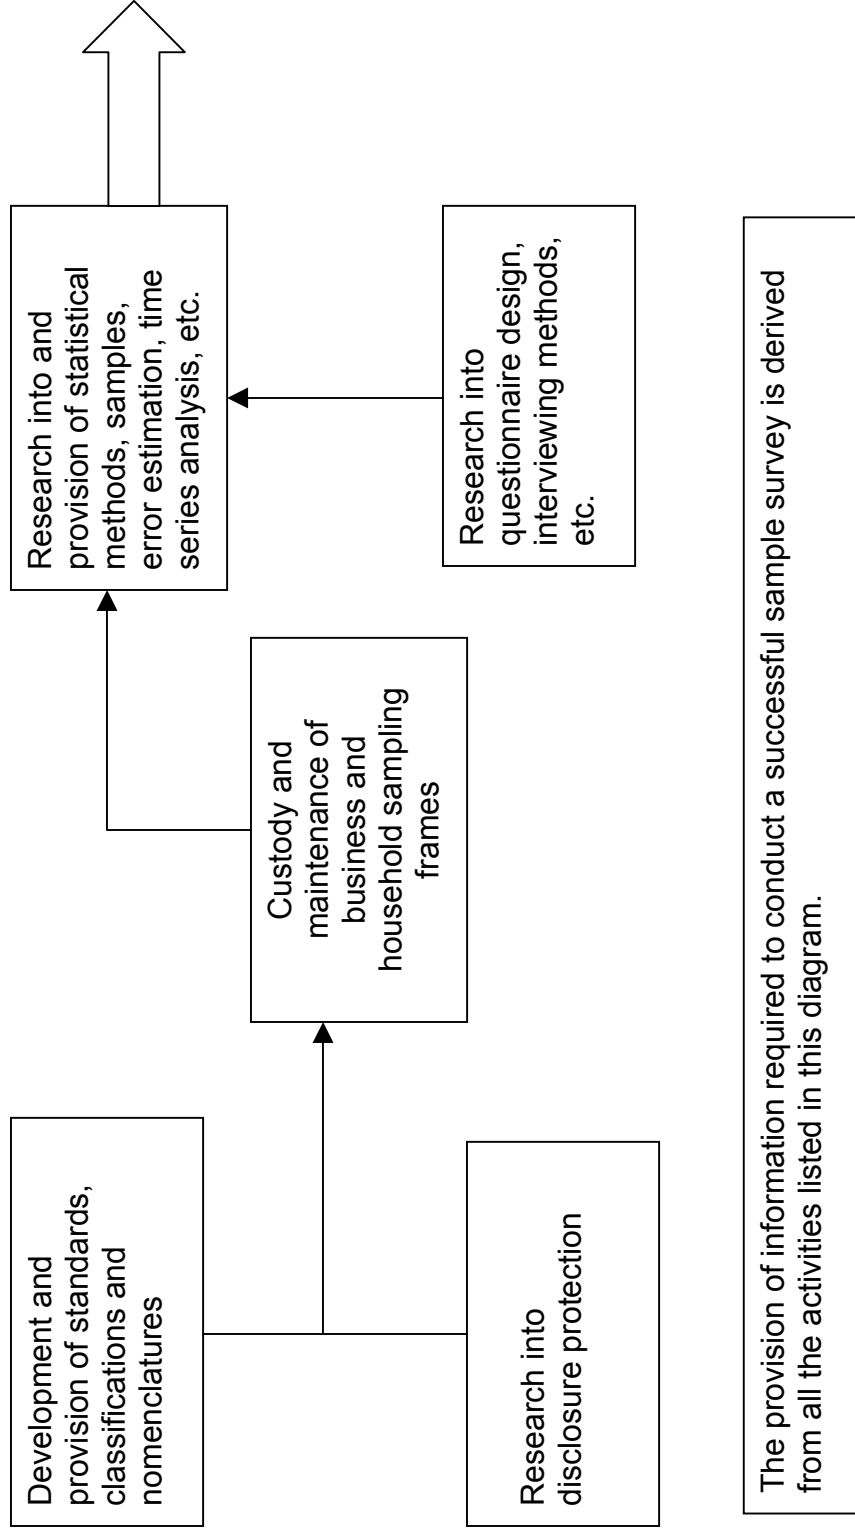 Development and
provision of standards,
classifications and
nomenclatures
Research into
disclosure protection
Custody and
maintenance of
business and
household sampling
frames
Research into and
provision of statistical
methods, samples,
error estimation, time
series analysis, etc.
Research into
questionnaire design,
interviewing methods,
etc.
The provision of information required to conduct a successful sample survey is derived
from all the activities listed in this diagram.